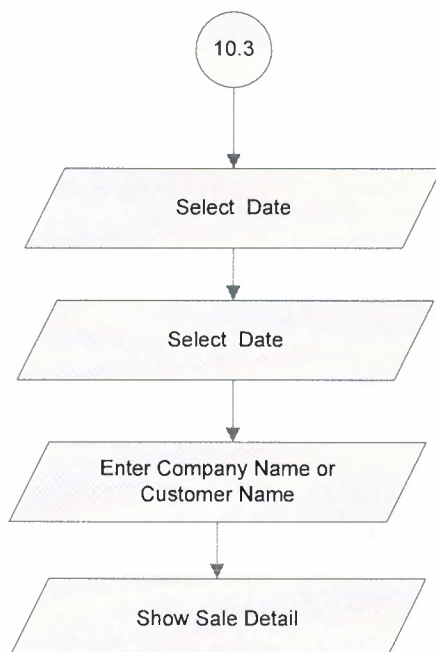 10.3
Select Date
Select Date
Enter Company Name or
Customer Name
Show Sale Detail